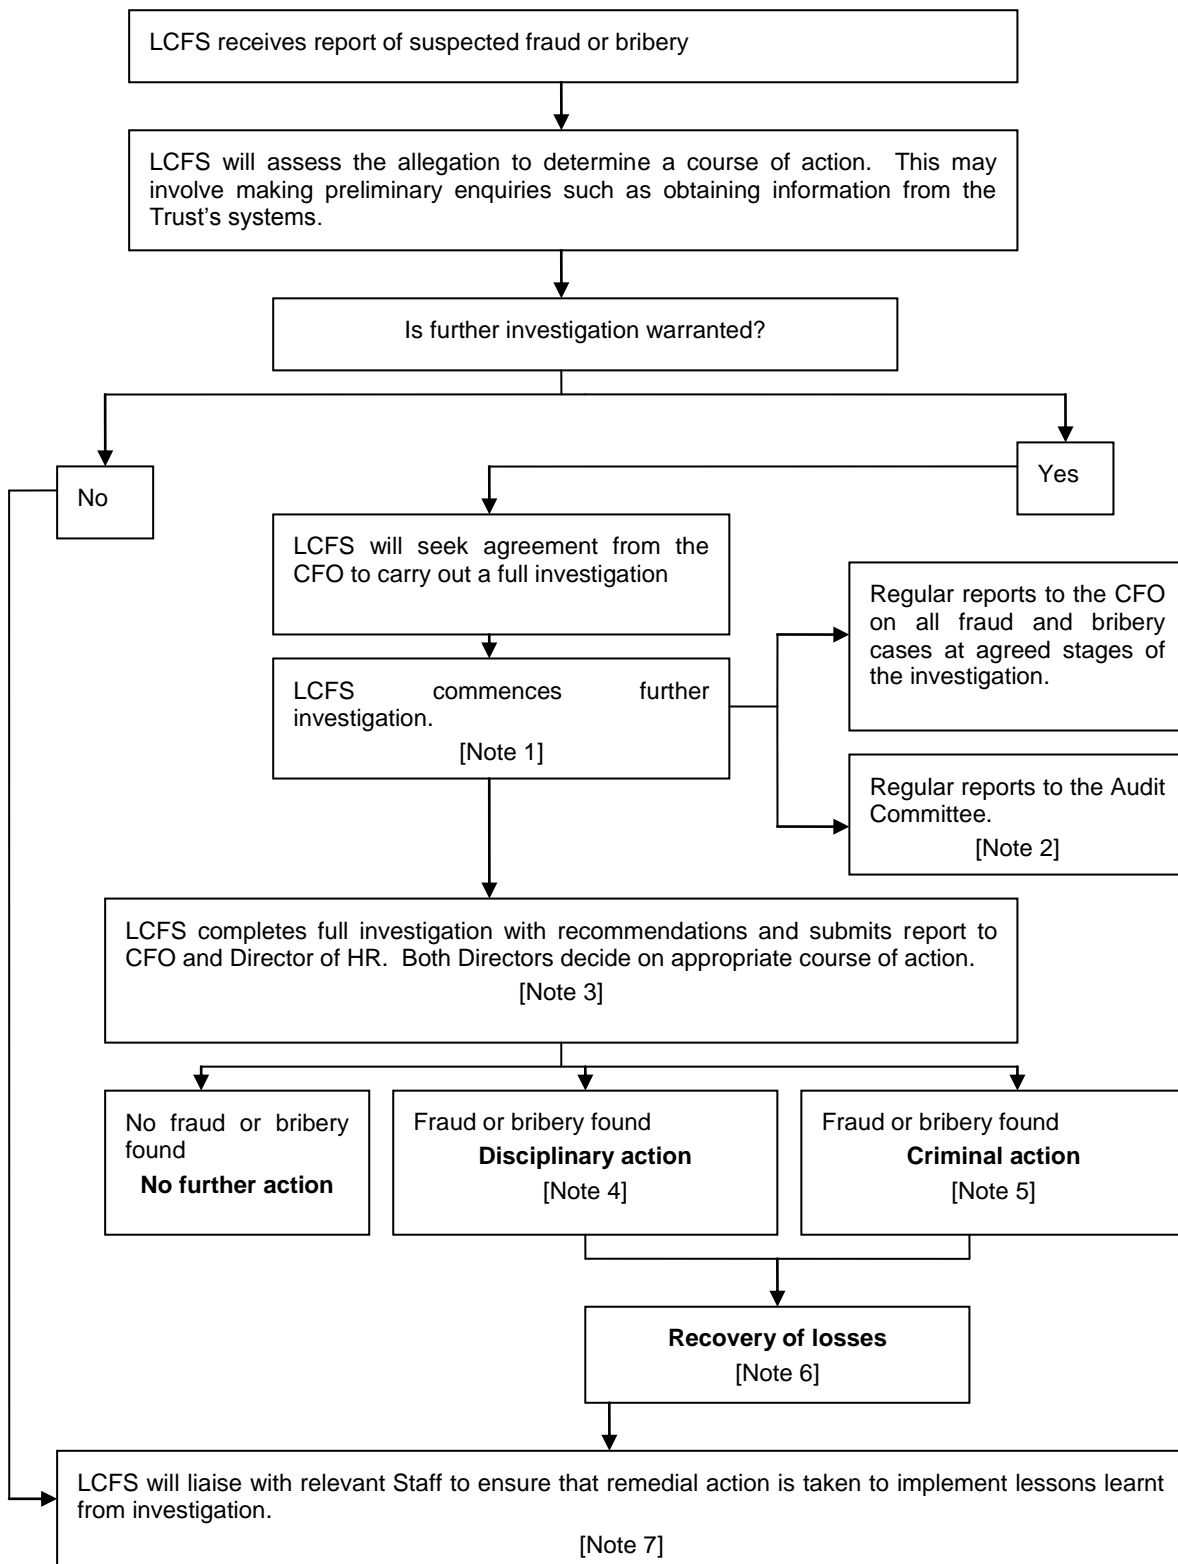 LCFS receives report of suspected fraud or bribery
LCFS will assess the allegation to determine a course of action. This may
involve making preliminary enquiries such as obtaining information from the
Trust's systems.
Is further investigation warranted?
No
Yes
LCFS will seek agreement from the
CFO to carry out a full investigation
Regular reports to the CFO
on all fraud and bribery
cases at agreed stages of
the investigation.
LCFS commences further
investigation.
[Note 1]
Regular reports to the Audit
Committee.
[Note 2]
LCFS completes full investigation with recommendations and submits report to
CFO and Director of HR. Both Directors decide on appropriate course of action.
[Note 3]
No fraud or bribery
found
No further action
Fraud or bribery found
Disciplinary action
[Note 4]
Fraud or bribery found
Criminal action
[Note 5]
Recovery of losses
[Note 6]
LCFS will liaise with relevant Staff to ensure that remedial action is taken to implement lessons learnt
from investigation.
[Note 7]